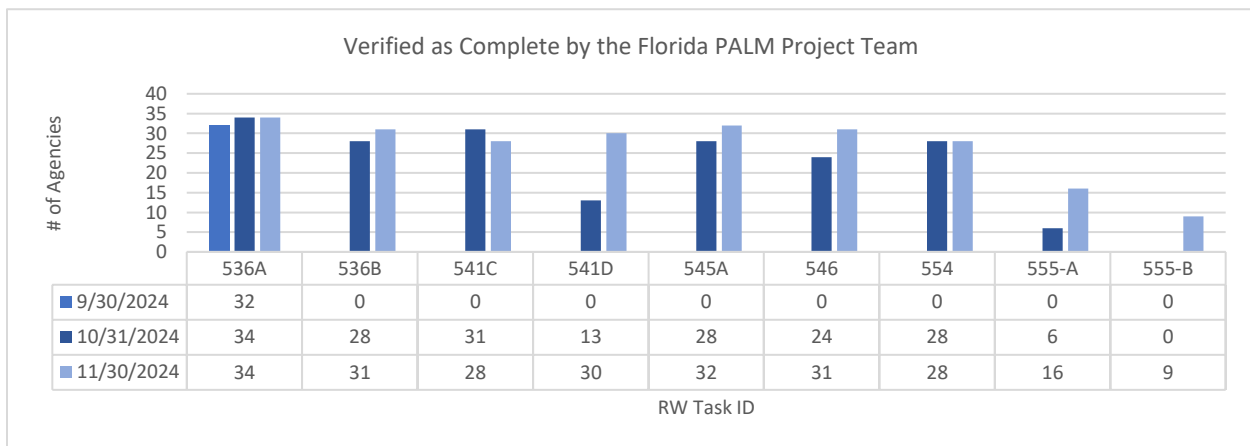 Verified as Complete by the Florida PALM Project Team
# of Agencies
40
35
30
25
20
15
10
5
0
536A 536B 541C 541D 545A 546 554 555-A 555-B
9/30/2024 32 0 0 0 0 0 0 0 0
10/31/2024 34 28 31 13 28 24 28 6 0
11/30/2024 34 31 28 30 32 31 28 16 9
RW Task ID